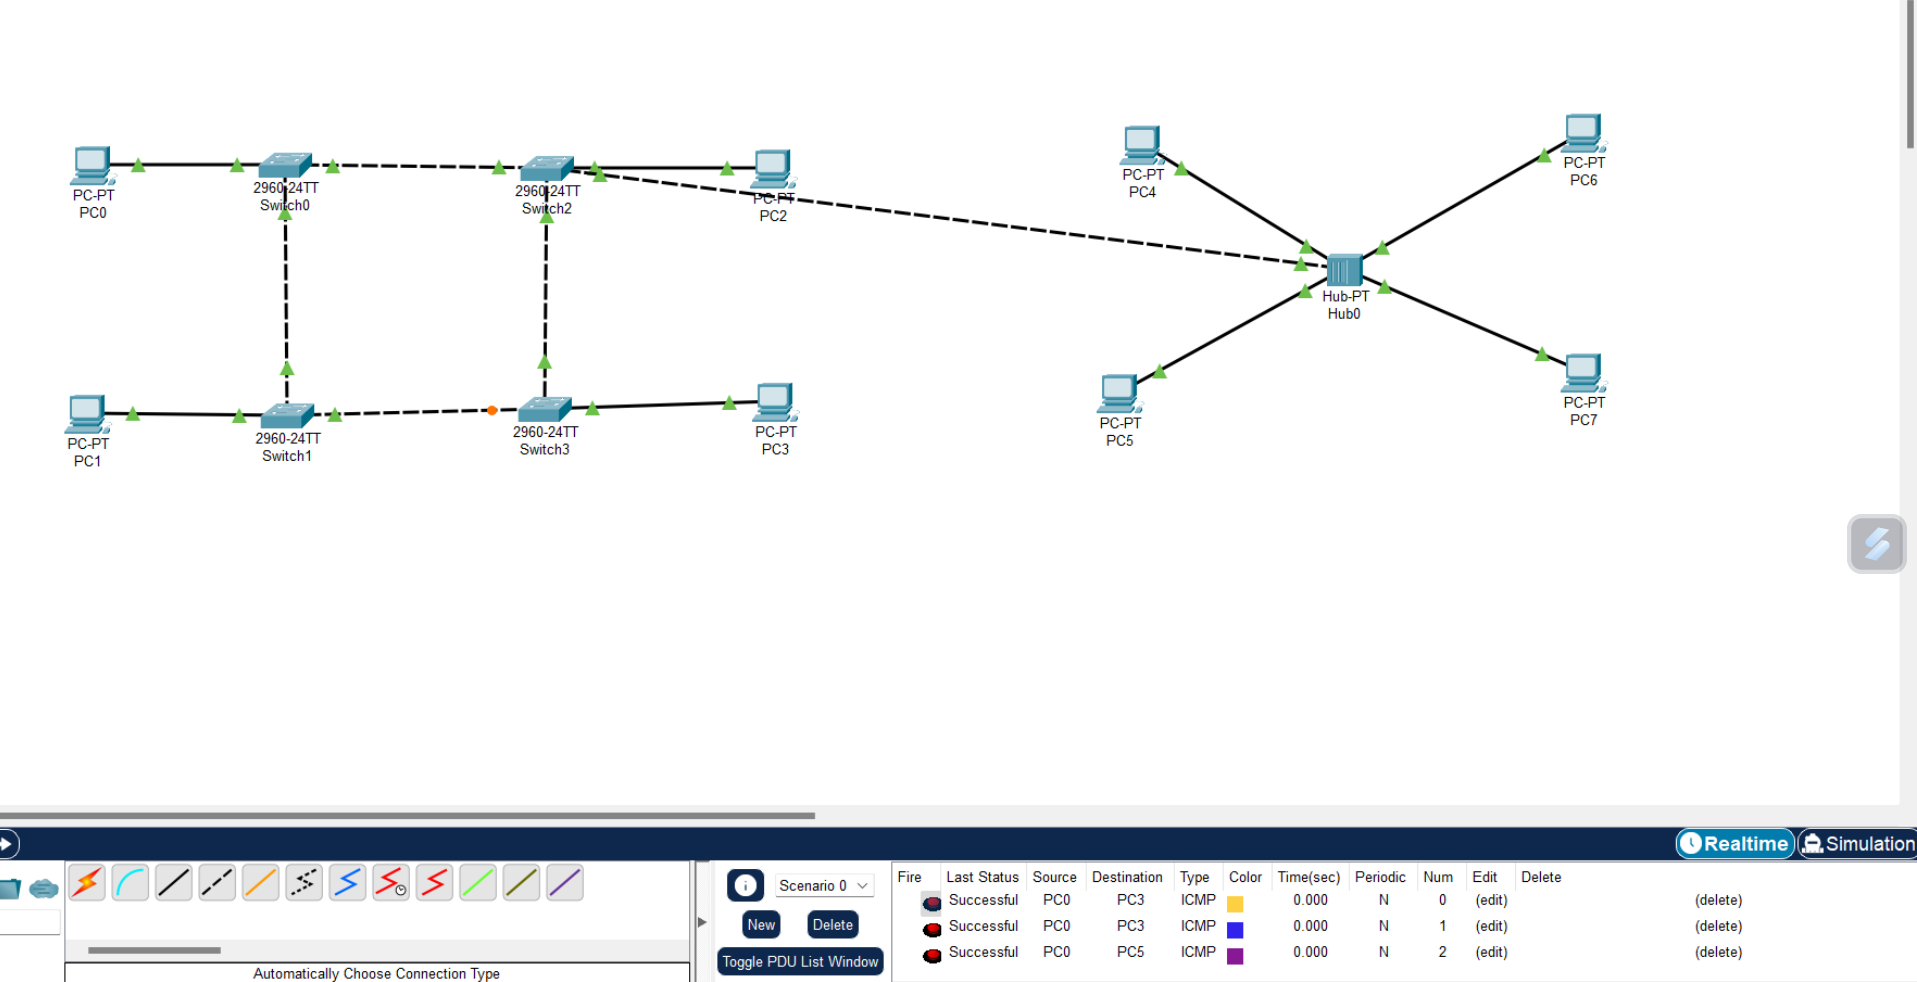 PC-PT
PC0
2960-24TT
Switch0
2960-24TT
Switch2
PC-PT
PC2
PC-PT
PC4
PC-PT
PC6
Hub-PT
Hub0
PC-PT
PC1
2960-24TT
Switch1
2960-24TT
Switch3
PC-PT
PC3
PC-PT
PC5
PC-PT
PC7
Realtime
Simulation
Scenario 0
New
Delete
Toggle PDU List Window
Automatically Choose Connection Type
Fire Last Status Source Destination Type Color Time(sec) Periodic Num Edit Delete
Successful PC0 PC3 ICMP 0.000 N 0 (edit) (delete)
Successful PC0 PC3 ICMP 0.000 N 1 (edit) (delete)
Successful PC0 PC5 ICMP 0.000 N 2 (edit) (delete)